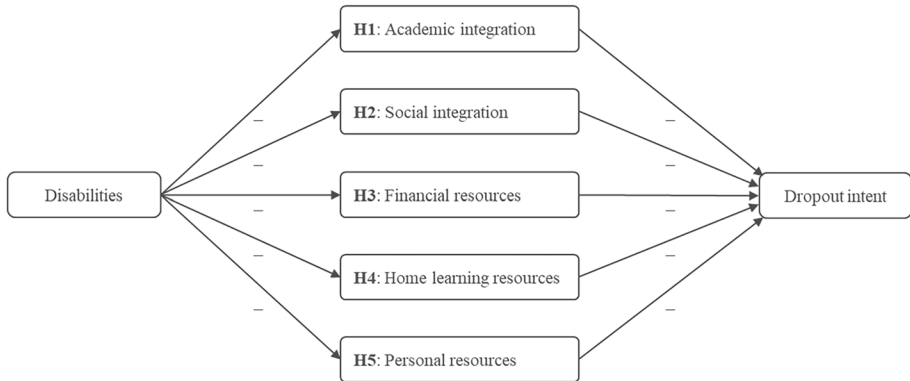 H1: Academic integration
–
–
H2: Social integration
–
–
Disabilities
H3: Financial resources
Dropout intent
–
–
H4: Home learning resources
–
–
H5: Personal resources